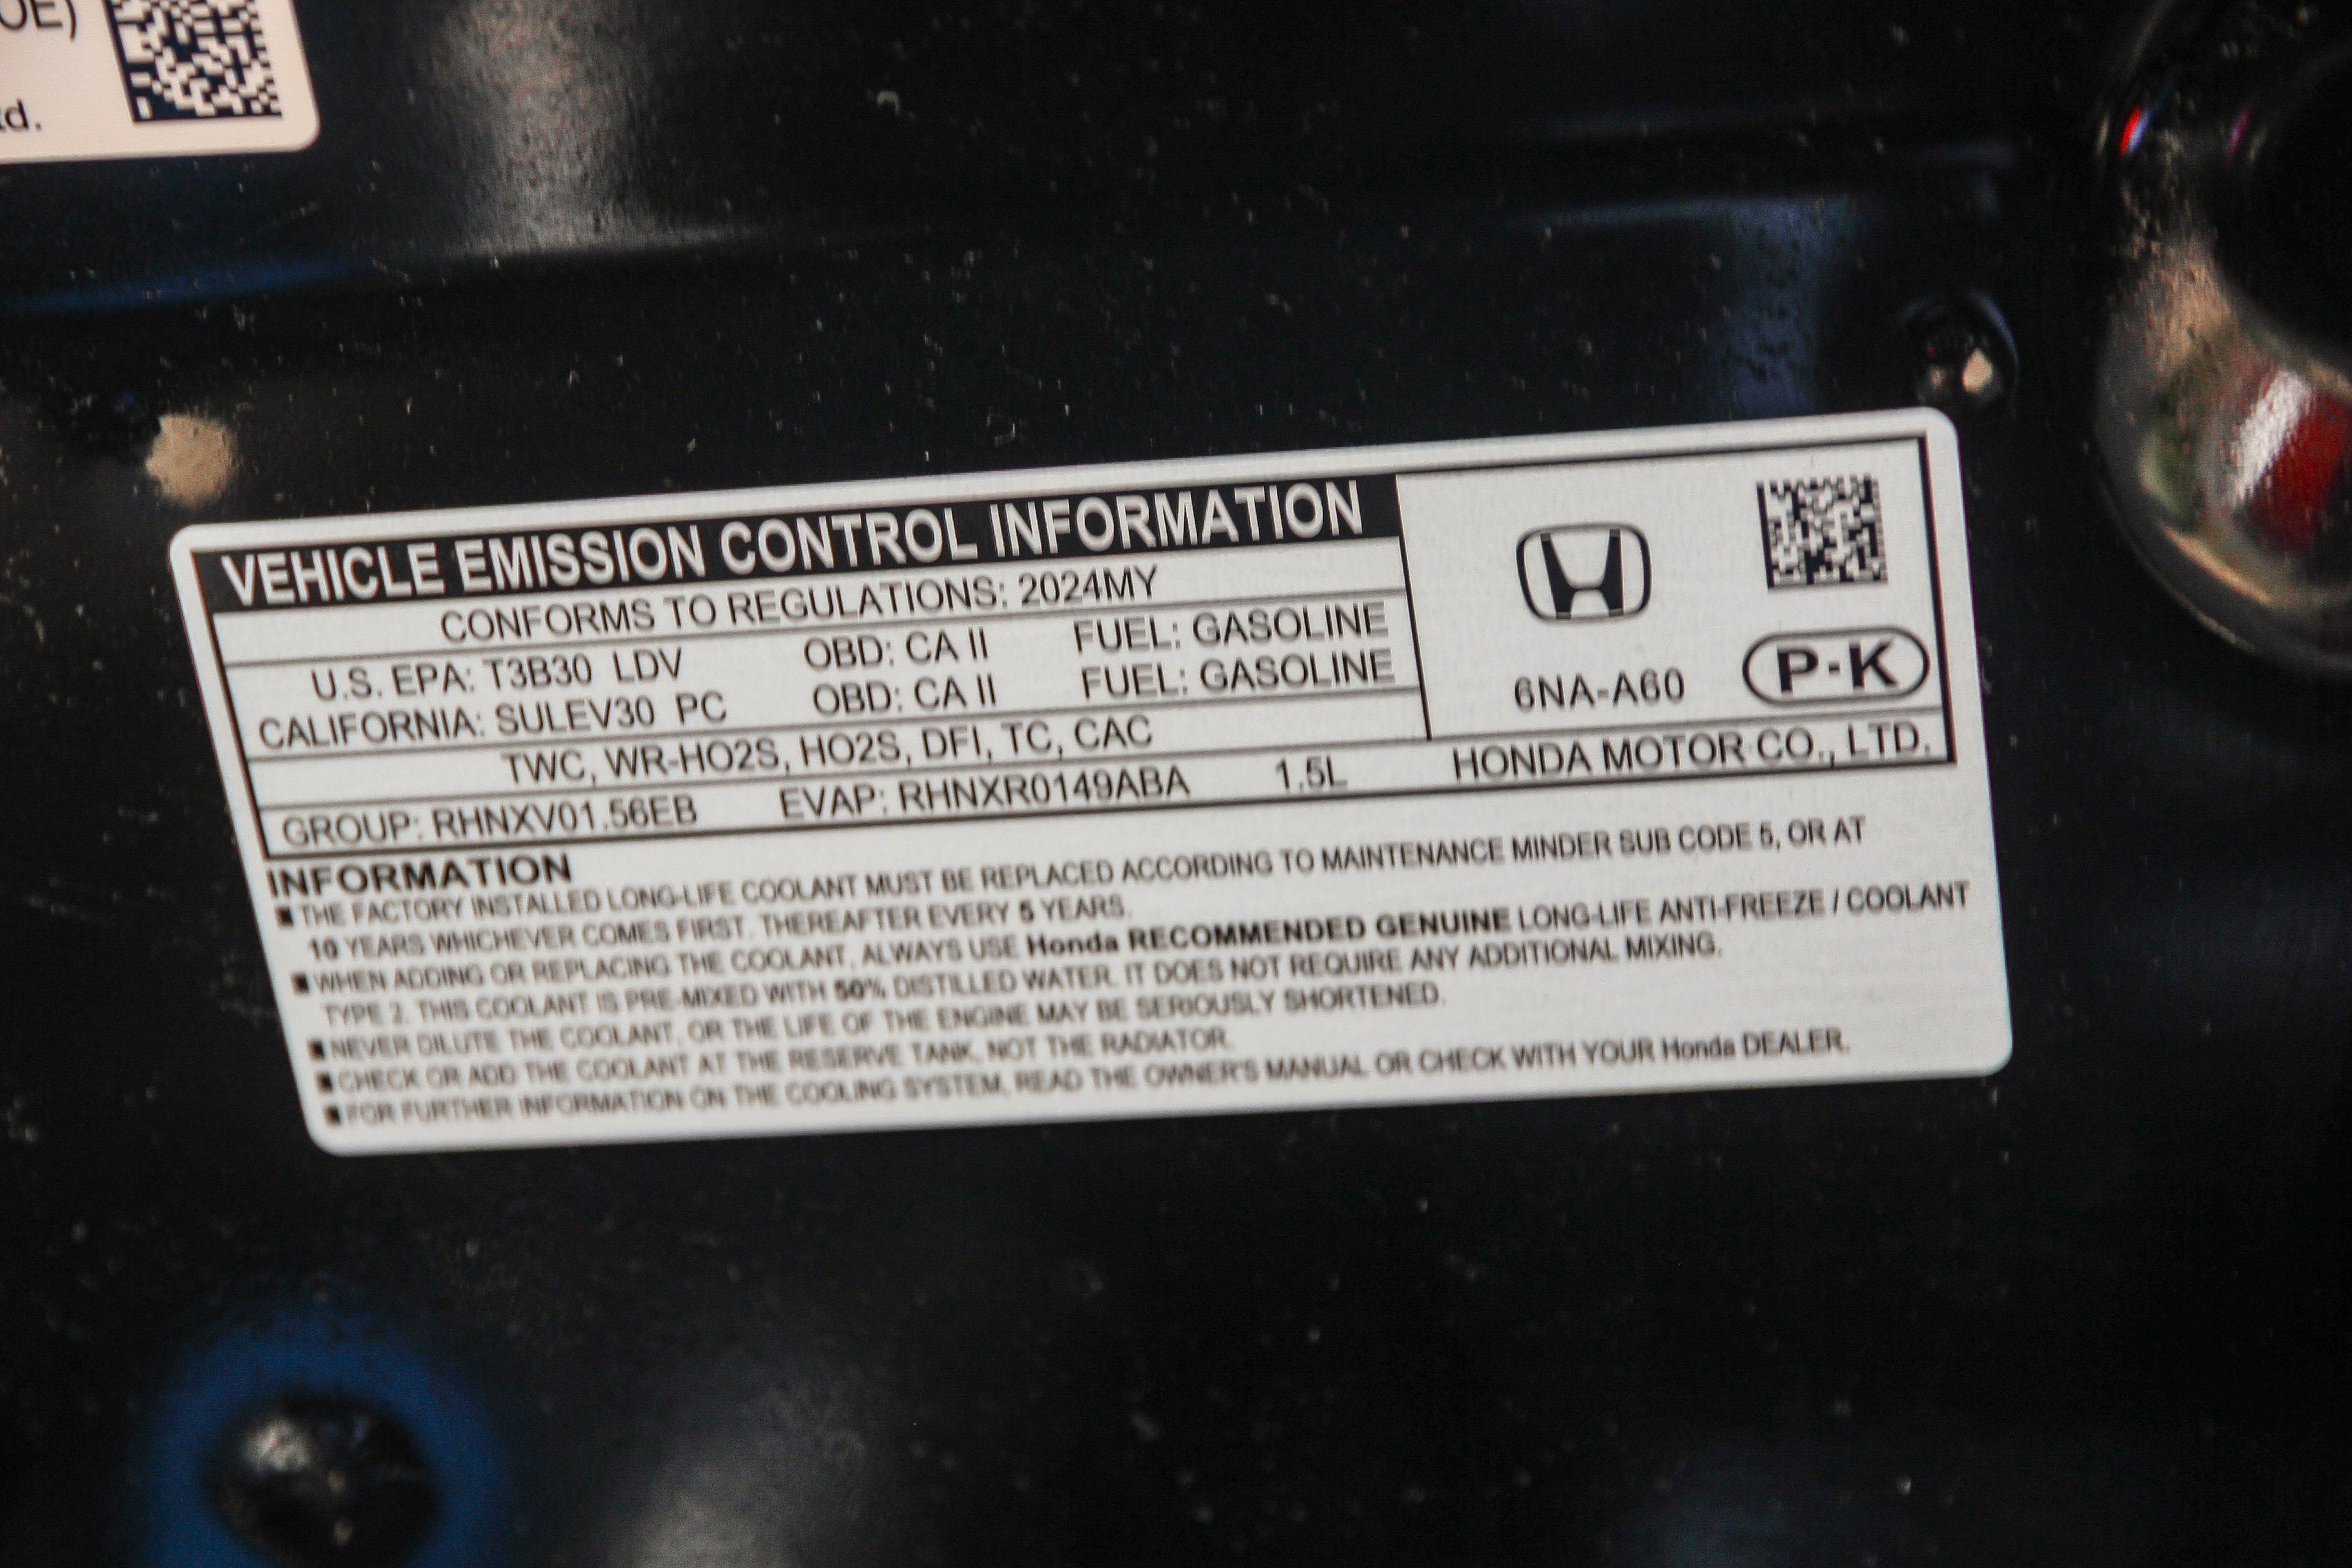 OE)
td.
VEHICLE EMISSION CONTROL INFORMATION
CONFORMS TO REGULATIONS: 2024MY
U.S. EPA: T3B30 LDV OBD: CA II FUEL: GASOLINE
CALIFORNIA: SULEV30 PC OBD: CA II FUEL: GASOLINE
TWC, WR-HO2S, HO2S, DFI, TC, CAC
GROUP: RHNXV01.56EB EVAP: RHNXR0149ABA 1.5L HONDA MOTOR CO., LTD.
6NA-A60 P-K
INFORMATION
■ THE FACTORY INSTALLED LONG-LIFE COOLANT MUST BE REPLACED ACCORDING TO MAINTENANCE MINDER SUB CODE 5, OR AT
10 YEARS WHICHEVER COMES FIRST. THEREAFTER EVERY 5 YEARS.
■ WHEN ADDING OR REPLACING THE COOLANT, ALWAYS USE Honda RECOMMENDED GENUINE LONG-LIFE ANTI-FREEZE / COOLANT
TYPE 2. THIS COOLANT IS PRE-MIXED WITH 50% DISTILLED WATER. IT DOES NOT REQUIRE ANY ADDITIONAL MIXING.
■ NEVER DILUTE THE COOLANT, OR THE LIFE OF THE ENGINE MAY BE SERIOUSLY SHORTENED.
■ CHECK OR ADD THE COOLANT AT THE RESERVE TANK, NOT THE RADIATOR.
■ FOR FURTHER INFORMATION ON THE COOLING SYSTEM, READ THE OWNER'S MANUAL OR CHECK WITH YOUR Honda DEALER.